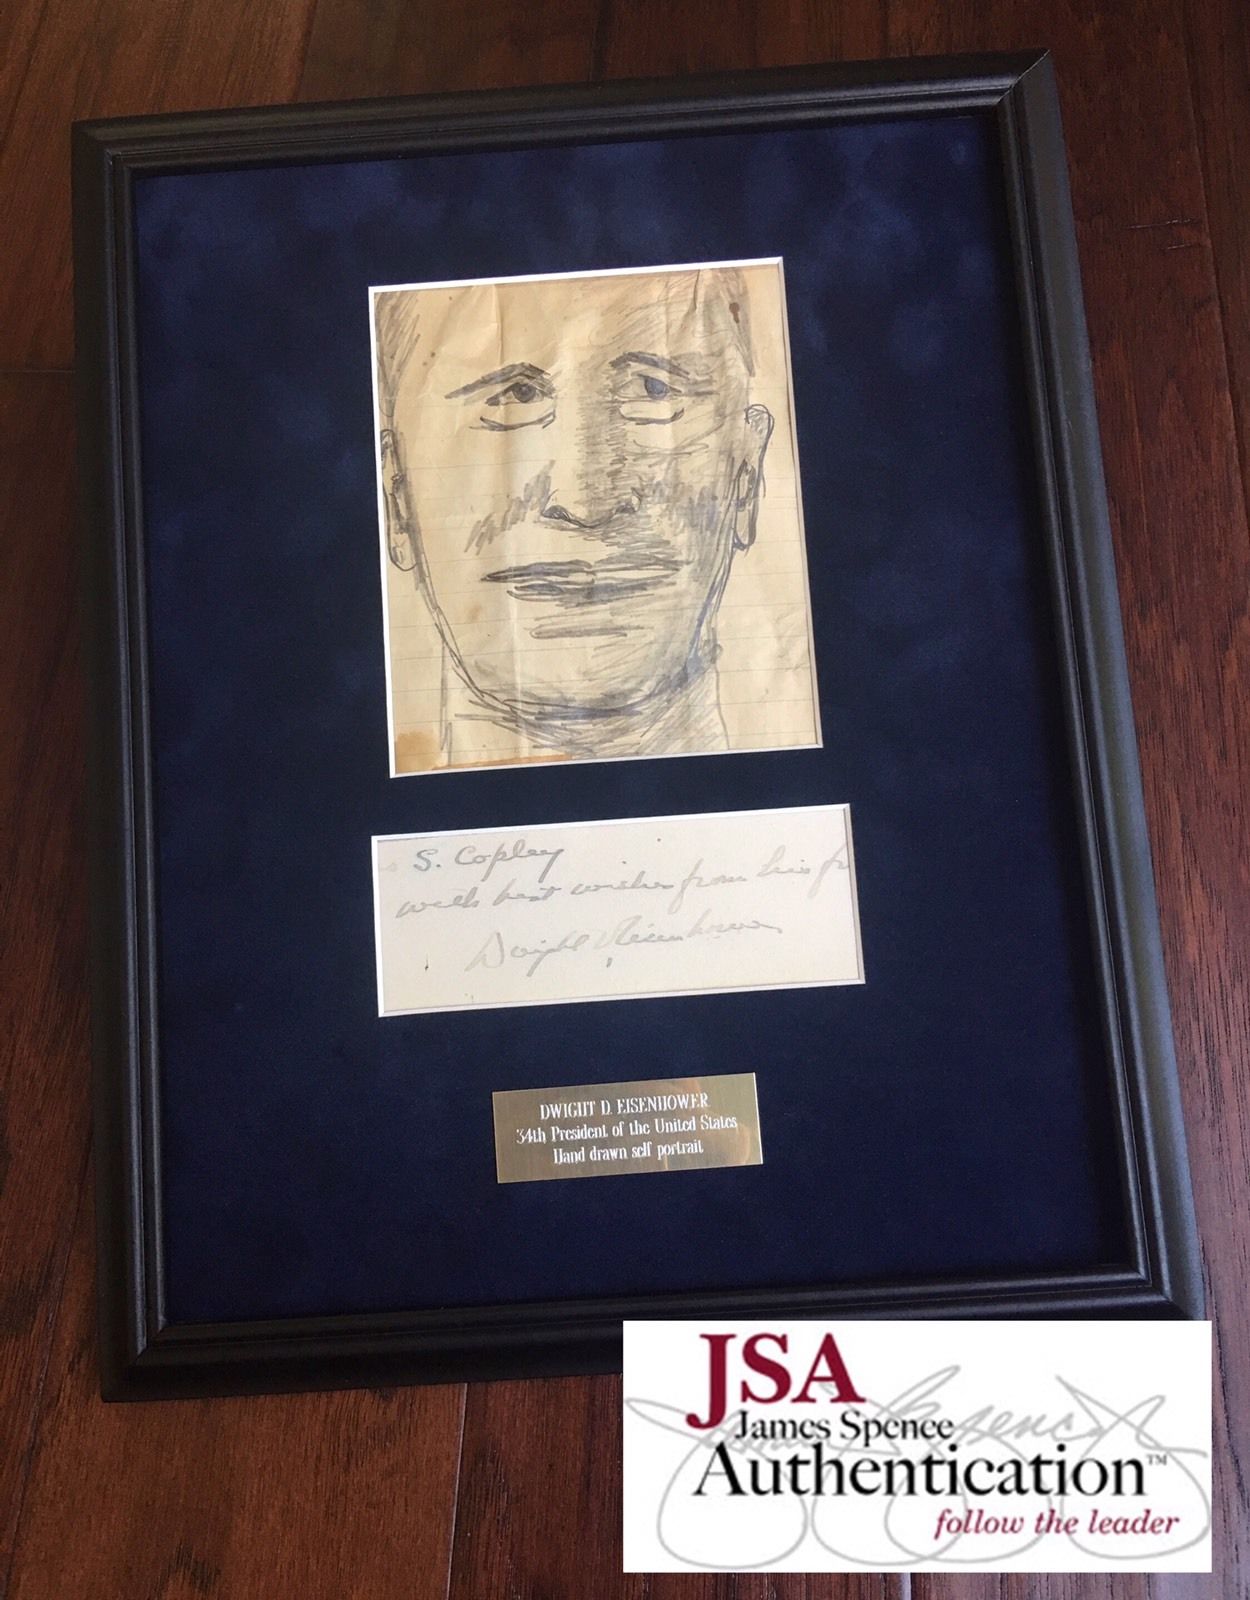 S. Copley
with best wishes from his fr
Dwight Eisenhower
DWIGHT D. EISENHOWER
34th President of the United States
Hand drawn self portrait
JSA
James Spence
Authentication™
follow the leader